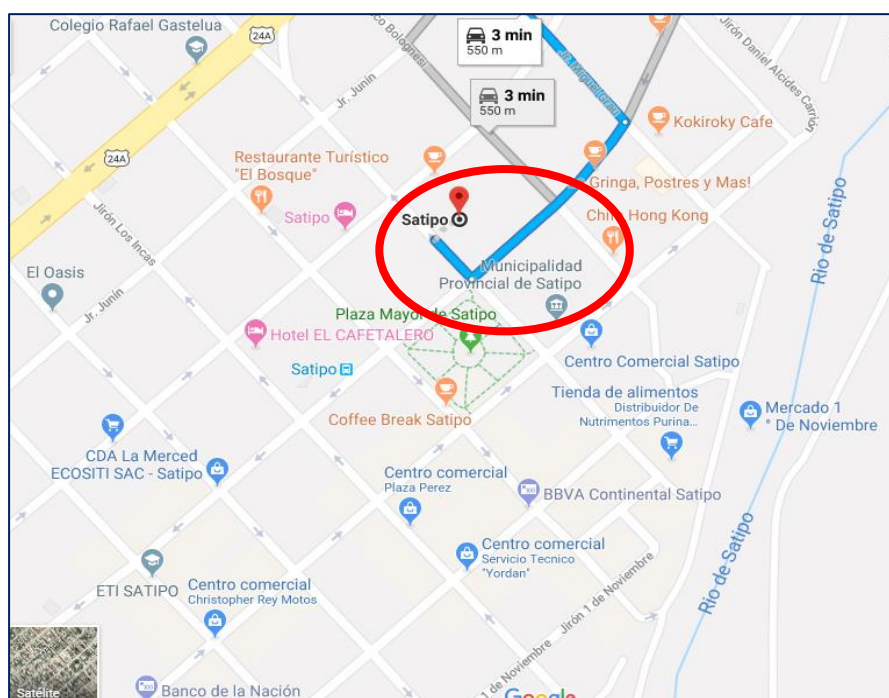 Colegio Rafael Gastelua
24A
3 min
550 m
3 min
550 m
Jr. Junín
Jirón Daniel Alcides Carrión
Kokiroky Cafe
24A
Restaurante Turístico
"El Bosque"
Gringa, Postres y Mas!
Satipo
Satipo
Chifa Hong Kong
Jirón Los Incas
Rio de Satipo
El Oasis
Municipalidad
Provincial de Satipo
Jr. Junín
Plaza Mayor de Satipo
Hotel EL CAFETALERO
Centro Comercial Satipo
Satipo
Tienda de alimentos
Distribuidor De
Nutrimentos Purina...
Coffee Break Satipo
Mercado 1
° De Noviembre
CDA La Merced
ECOSITI SAC - Satipo
Centro comercial
Plaza Perez
BBVA Continental Satipo
Rio de Satipo
Centro comercial
Servicio Tecnico
"Yordan"
ETI SATIPO
Centro comercial
Christopher Rey Motos
Jirón 1 de Noviembre
1 de Noviembre
Satélite
Banco de la Nación
Google